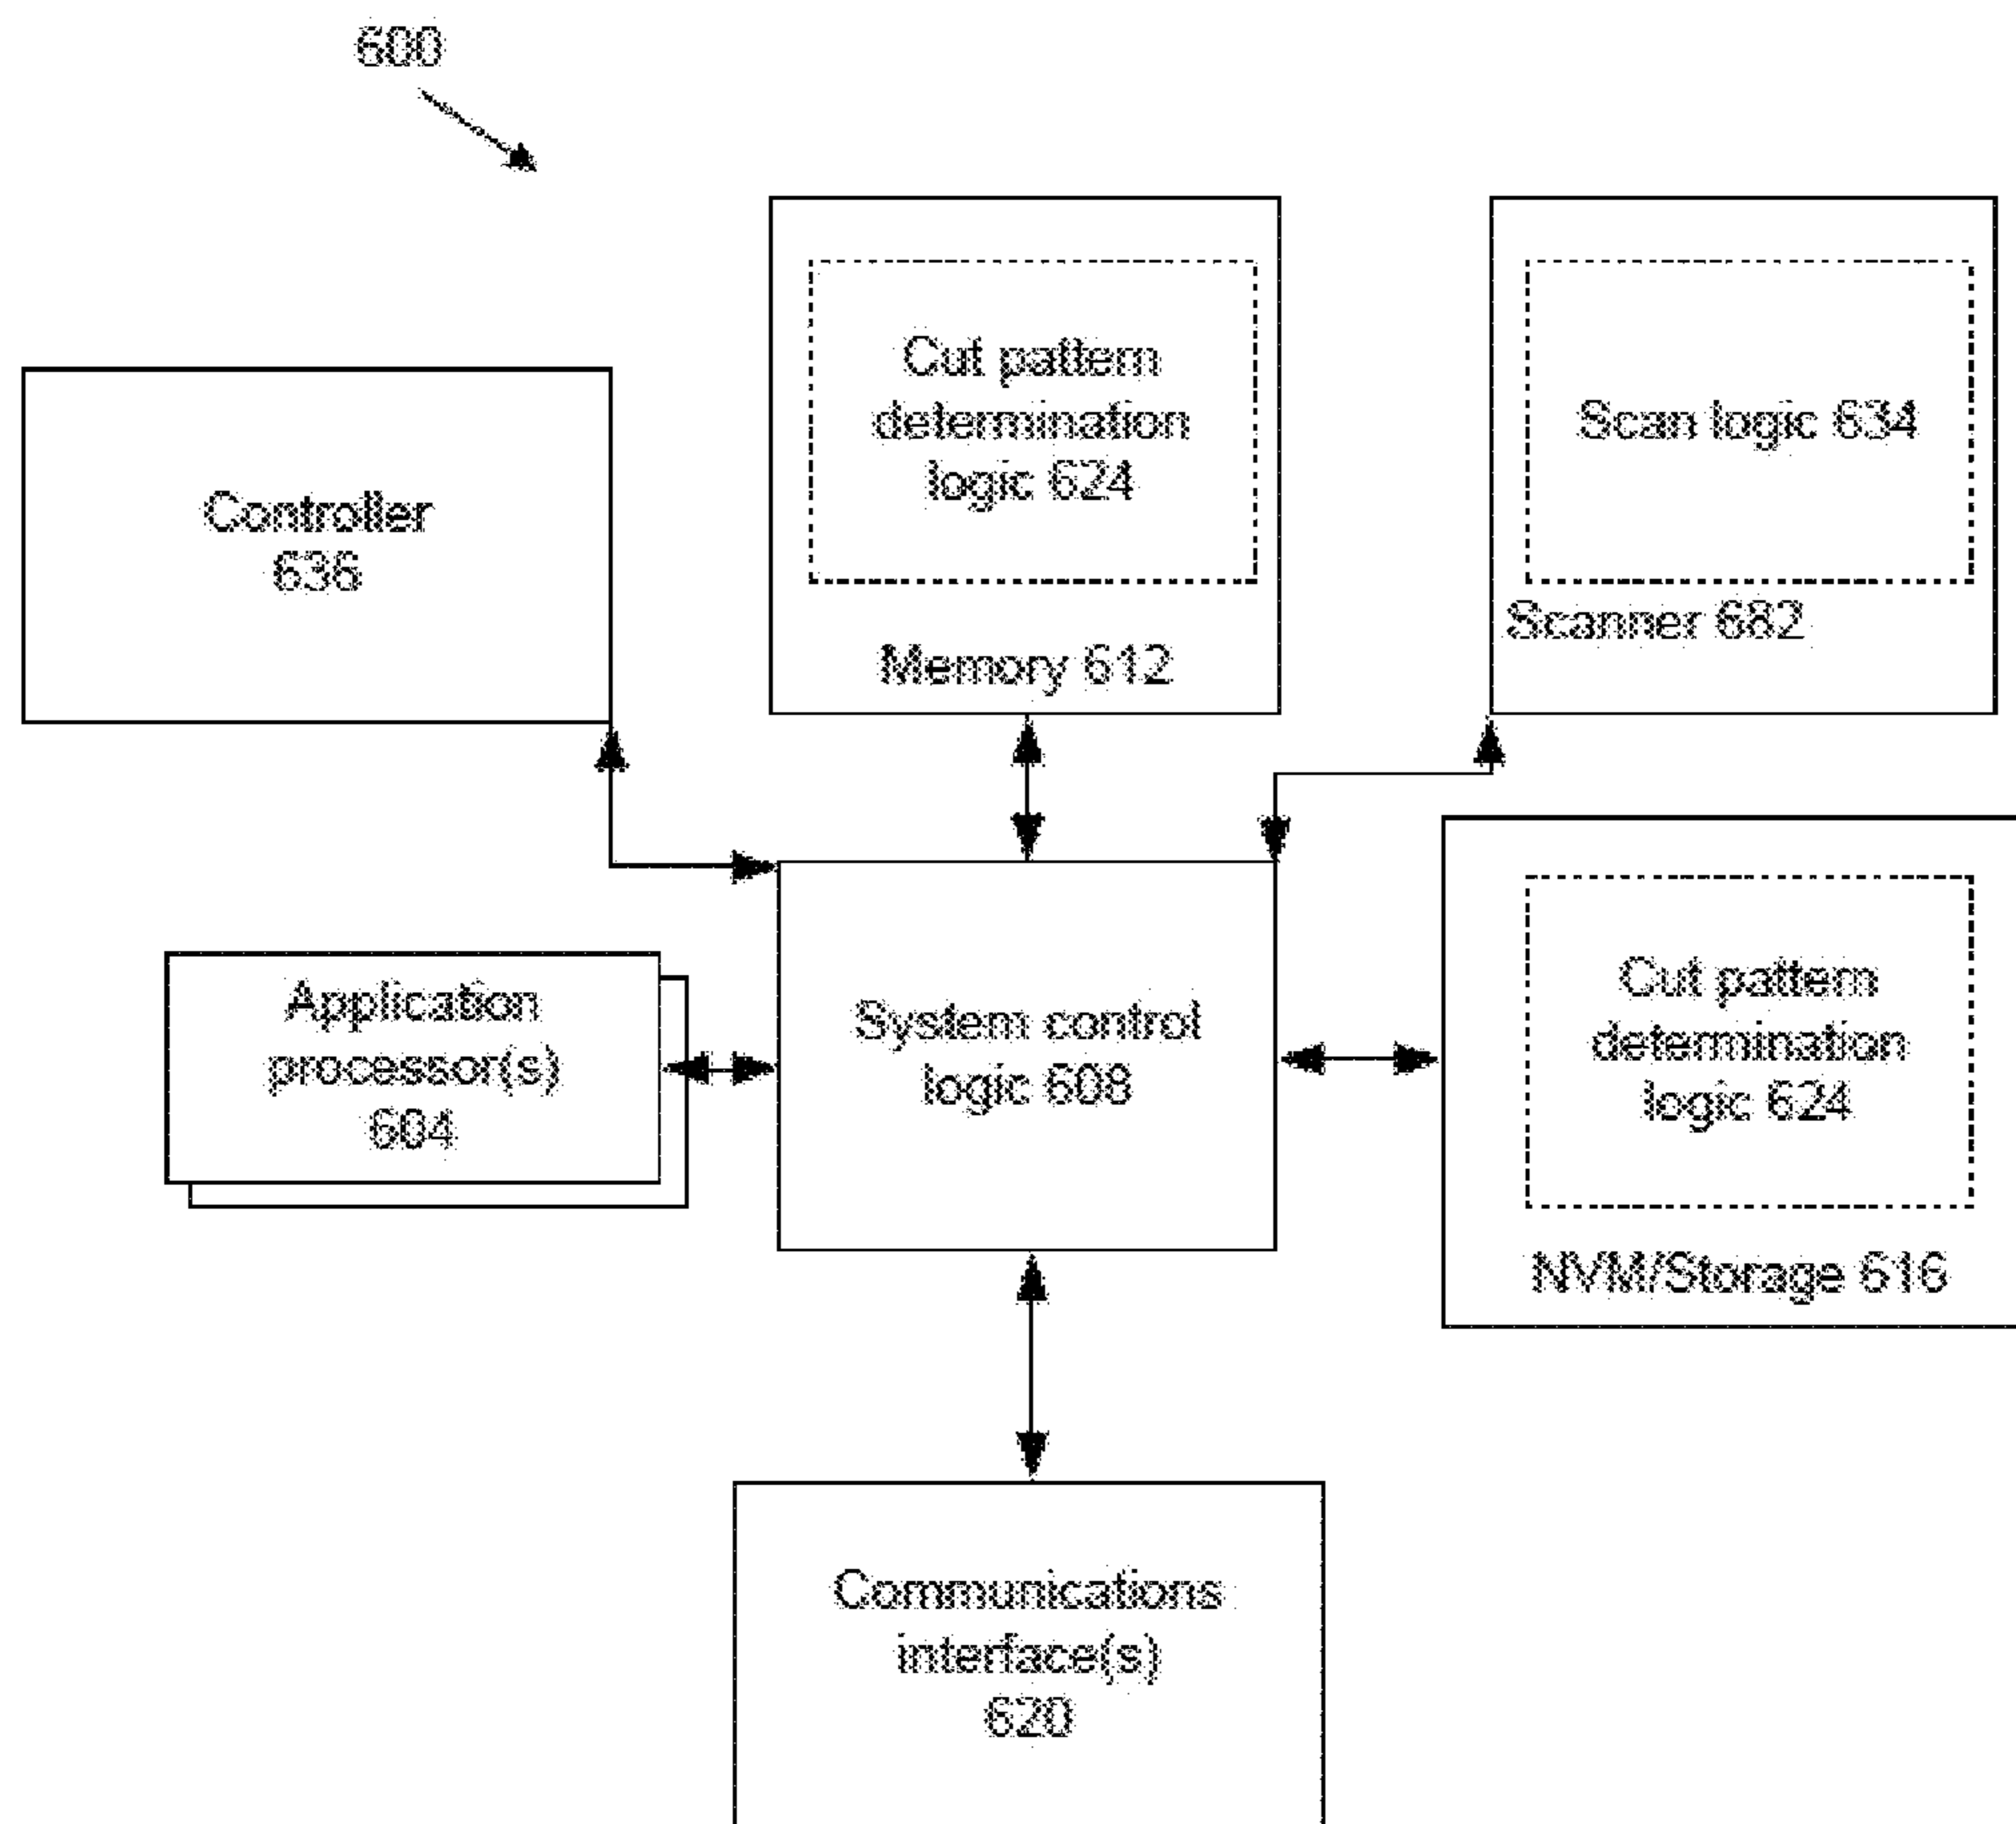 600
Cut pattern
determination
logic 624
Memory 612
Scan logic 634
Scanner 682
Controller
636
Application
processor(s)
604
System control
logic 608
Cut pattern
determination
logic 624
NVM/Storage 616
Communications
interface(s)
620